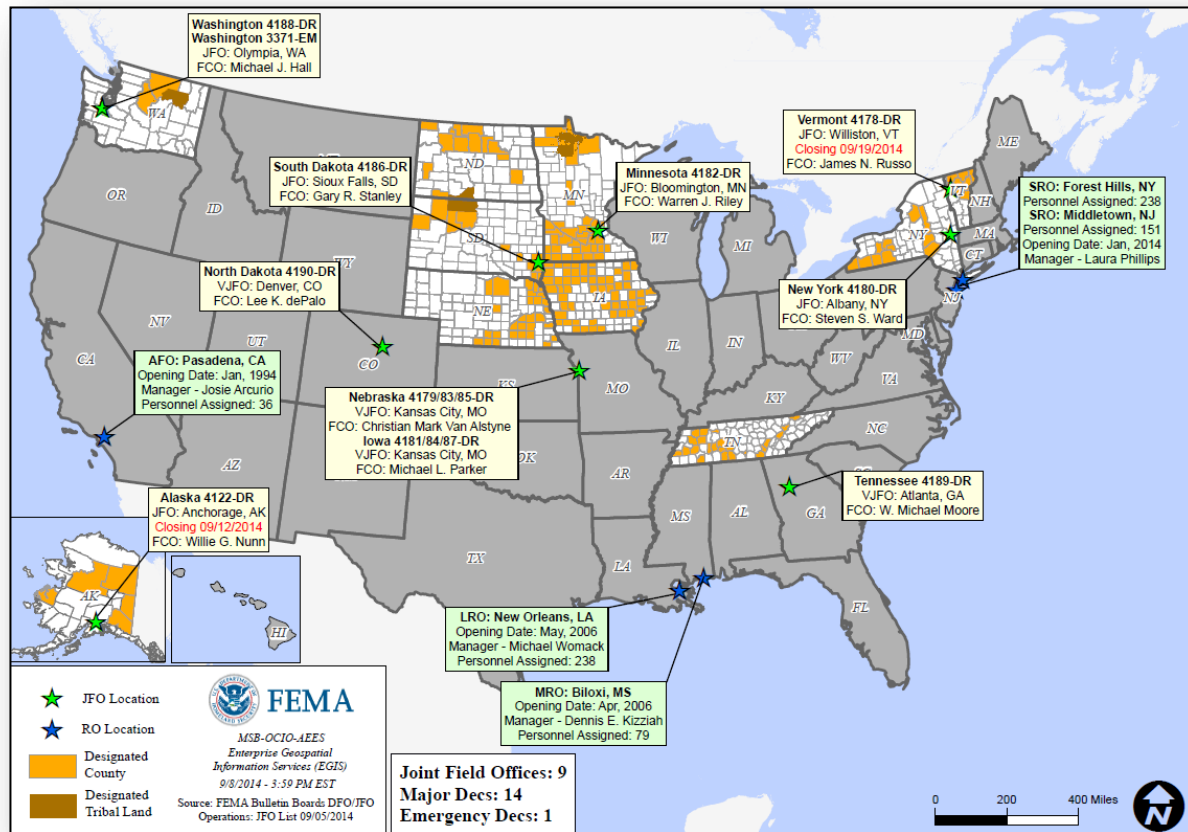 Washington 4188-DR
Washington 3371-EM
JFO: Olympia, WA
FCO: Michael J. Hall
Vermont 4178-DR
JFO: Williston, VT
Closing 09/19/2014
FCO: James N. Russo
South Dakota 4186-DR
JFO: Sioux Falls, SD
FCO: Gary R. Stanley
Minnesota 4182-DR
JFO: Bloomington, MN
FCO: Warren J. Riley
SRO: Forest Hills, NY
Personnel Assigned: 238
SRO: Middletown, NJ
Personnel Assigned: 151
Opening Date: Jan, 2014
Manager - Laura Phillips
North Dakota 4190-DR
VJFO: Denver, CO
FCO: Lee K. dePalo
New York 4180-DR
JFO: Albany, NY
FCO: Steven S. Ward
AFO: Pasadena, CA
Opening Date: Jan, 1994
Manager - Josie Arcurio
Personnel Assigned: 36
Nebraska 4179/83/85-DR
VJFO: Kansas City, MO
FCO: Christian Mark Van Alstyne
Iowa 4181/84/87-DR
VJFO: Kansas City, MO
FCO: Michael L. Parker
Tennessee 4189-DR
VJFO: Atlanta, GA
FCO: W. Michael Moore
Alaska 4122-DR
JFO: Anchorage, AK
Closing 09/12/2014
FCO: Willie G. Nunn
LRO: New Orleans, LA
Opening Date: May, 2006
Manager - Michael Womack
Personnel Assigned: 238
MRO: Biloxi, MS
Opening Date: Apr, 2006
Manager - Dennis E. Kizziah
Personnel Assigned: 79
WA
OR
ID
ND
MN
SD
WI
MI
ME
VT
NH
NY
MA
CT
NJ
MD
NV
UT
CA
CO
NE
IA
IL
IN
WV
VA
KY
MO
OK
AR
TN
NC
AZ
MS
AL
GA
TX
LA
FL
AK
HI
JFO Location
RO Location
Designated
County
Designated
Tribal Land
FEMA
MSB-OCIO-AEES
Enterprise Geospatial
Information Services (EGIS)
9/8/2014 - 3:59 PM EST
Source: FEMA Bulletin Boards DFO/JFO
Operations: JFO List 09/05/2014
Joint Field Offices: 9
Major Decs: 14
Emergency Decs: 1
0 200 400 Miles
N